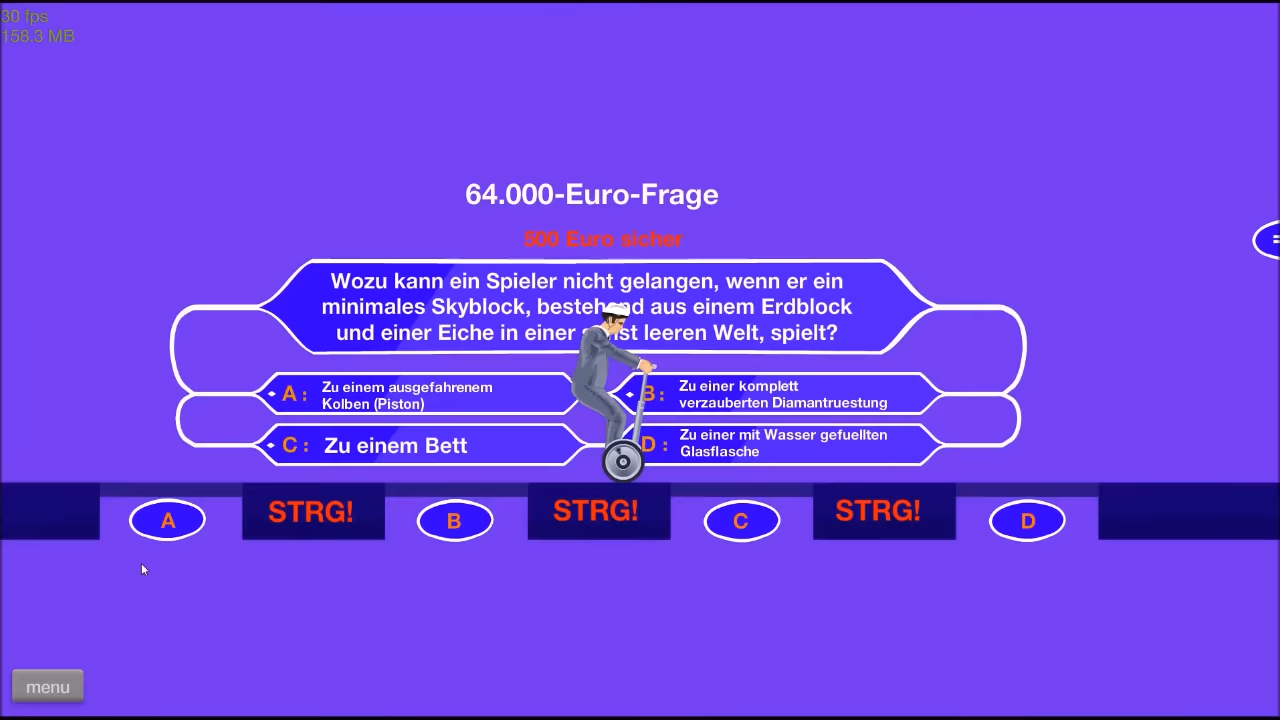 30 fps
158.3 MB
64.000-Euro-Frage
500 Euro sicher
Wozu kann ein Spieler nicht gelangen, wenn er ein
minimales Skyblock, bestehend aus einem Erdblock
und einer Eiche in einer sonst leeren Welt, spielt?
A : Zu einem ausgefahrenem
Kolben (Piston)
B : Zu einer komplett
verzauberten Diamantruestung
C : Zu einem Bett
D : Zu einer mit Wasser gefuellten
Glasflasche
STRG!
STRG!
STRG!
A
B
C
D
menu